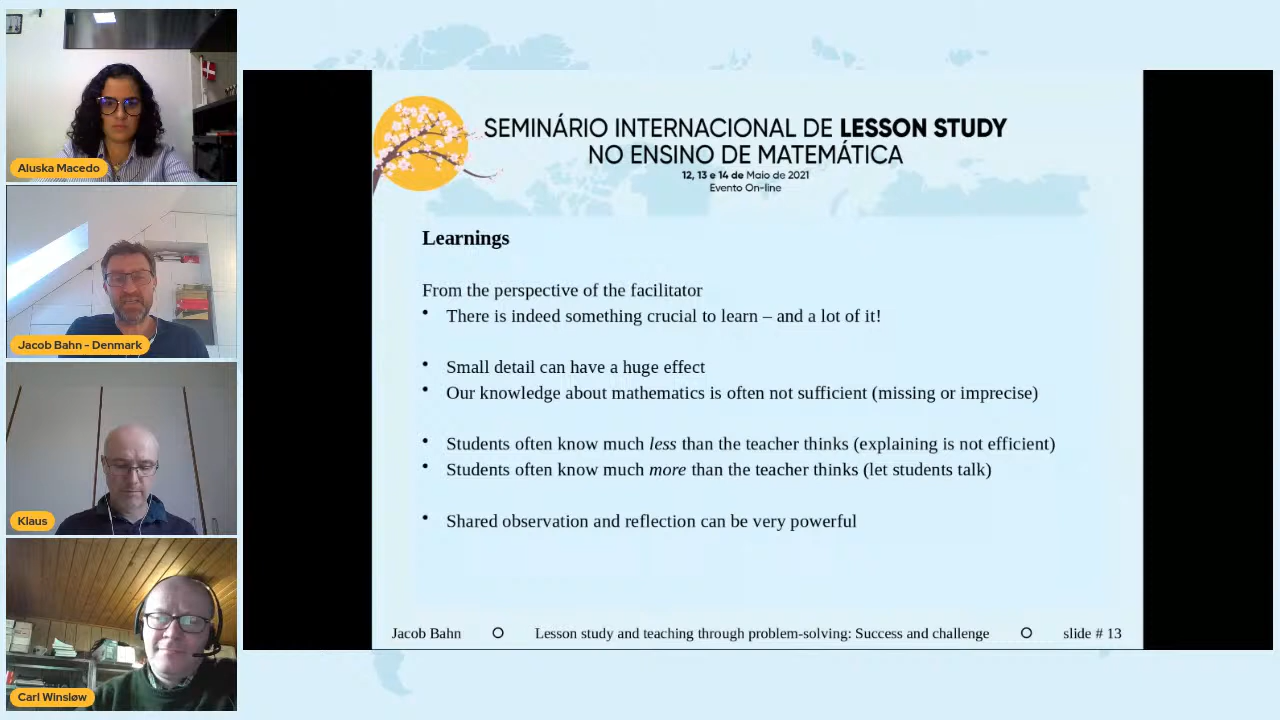 Aluska Macedo
Jacob Bahn - Denmark
Klaus
Carl Winsløw
SEMINÁRIO INTERNACIONAL DE LESSON STUDY
NO ENSINO DE MATEMÁTICA
12, 13 e 14 de Maio de 2021
Evento On-line
Learnings
From the perspective of the facilitator
• There is indeed something crucial to learn – and a lot of it!
• Small detail can have a huge effect
• Our knowledge about mathematics is often not sufficient (missing or imprecise)
• Students often know much less than the teacher thinks (explaining is not efficient)
• Students often know much more than the teacher thinks (let students talk)
• Shared observation and reflection can be very powerful
Jacob Bahn O Lesson study and teaching through problem-solving: Success and challenge O slide # 13